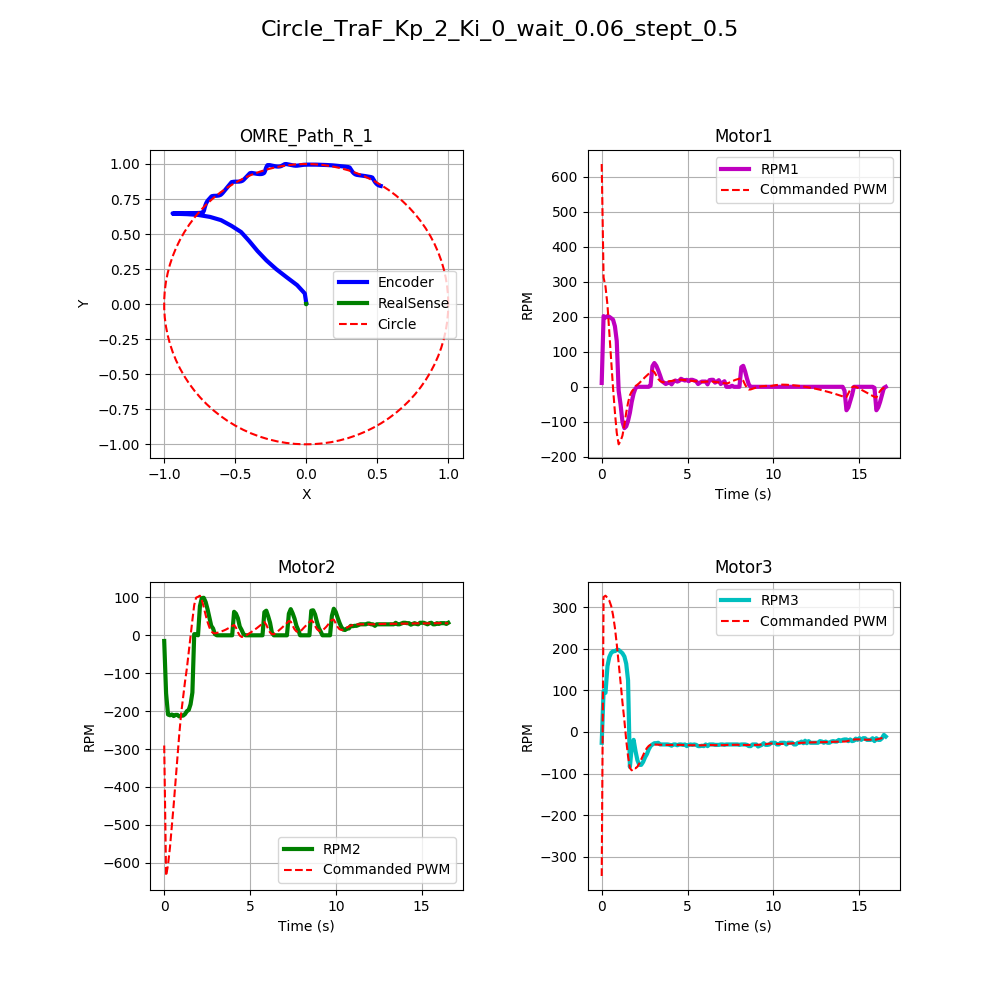 Circle_TraF_Kp_2_Ki_0_wait_0.06_stept_0.5
OMRE_Path_R_1
1.00
0.75
0.50
0.25
0.00
−0.25
−0.50
−0.75
−1.00
Y
Encoder
RealSense
Circle
−1.0
−0.5
0.0
0.5
1.0
X
Motor1
600
500
400
300
200
100
0
−100
−200
RPM
RPM1
Commanded PWM
0
5
10
15
Time (s)
Motor2
100
0
−100
−200
−300
−400
−500
−600
RPM
RPM2
Commanded PWM
0
5
10
15
Time (s)
Motor3
300
200
100
0
−100
−200
−300
RPM
RPM3
Commanded PWM
0
5
10
15
Time (s)